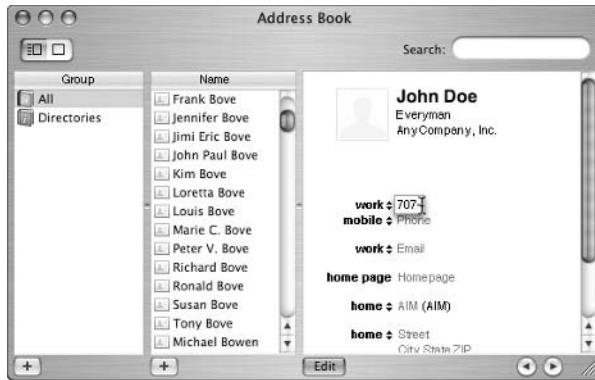 Address Book
Search:
Group
All
Directories
Name
Frank Bove
Jennifer Bove
Jimi Eric Bove
John Paul Bove
Kim Bove
Loretta Bove
Louis Bove
Marie C. Bove
Peter V. Bove
Richard Bove
Ronald Bove
Susan Bove
Tony Bove
Michael Bowen
John Doe
Everyman
AnyCompany, Inc.
work 707-
mobile Phone
work Email
home page Homepage
home AIM (AIM)
home Street
City State ZIP
Edit